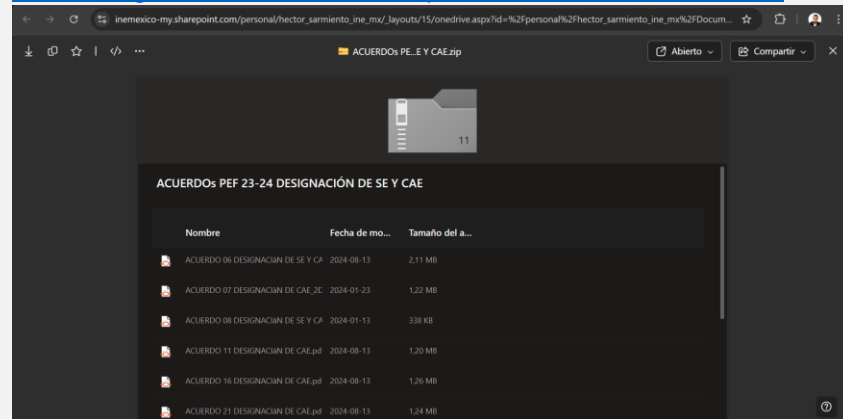 inemexico-my.sharepoint.com/personal/hector_sarmiento_ine_mx/_layouts/15/onedrive.aspx?id=%2Fpersonal%2Fhector_sarmiento_ine_mx%2FDocum...
ACUERDOs PE...E Y CAE.zip
Abierto
Compartir
11
ACUERDOs PEF 23-24 DESIGNACIÓN DE SE Y CAE
Nombre Fecha de mo... Tamaño del a...
ACUERDO 06 DESIGNACIàN DE SE Y CA 2024-08-13 2,11 MB
ACUERDO 07 DESIGNACIàN DE CAE_2D 2024-01-23 1,22 MB
ACUERDO 08 DESIGNACIàN DE SE Y CA 2024-01-13 338 KB
ACUERDO 11 DESIGNACIàN DE CAE.pd 2024-08-13 1,20 MB
ACUERDO 16 DESIGNACIàN DE CAE.pd 2024-08-13 1,26 MB
ACUERDO 21 DESIGNACIàN DE CAE.pd 2024-08-13 1,24 MB